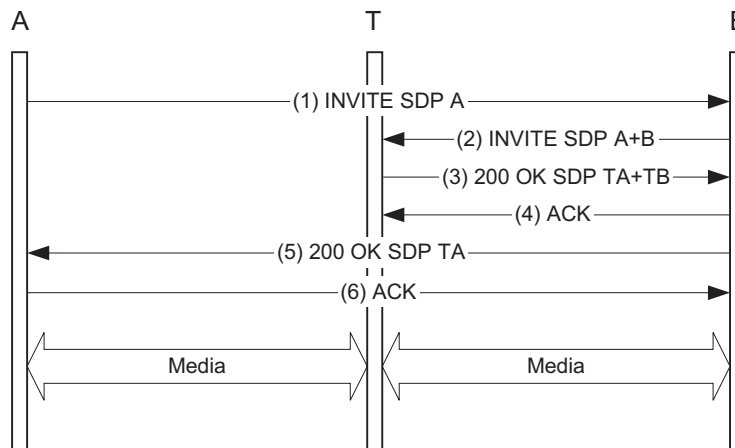 A
T
B
(1) INVITE SDP A
(2) INVITE SDP A+B
(3) 200 OK SDP TA+TB
(4) ACK
(5) 200 OK SDP TA
(6) ACK
Media
Media